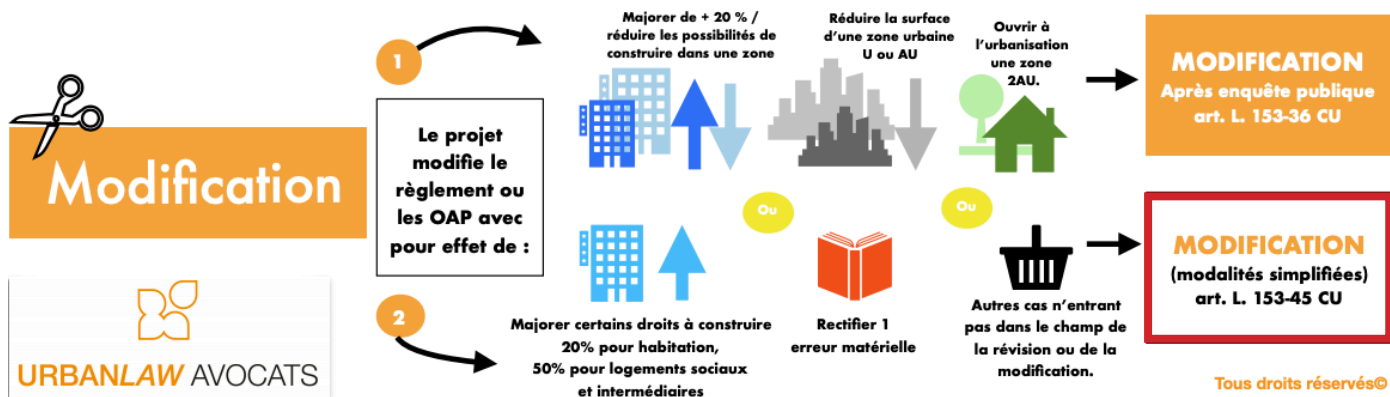 Modification
URBANLAW AVOCATS
1
Le projet
modifie le
règlement ou
les OAP avec
pour effet de :
2
Majorer de + 20 % /
réduire les possibilités de
construire dans une zone
Réduire la surface
d'une zone urbaine
U ou AU
Ouvrir à
l'urbanisation
une zone
2AU.
MODIFICATION
Après enquête publique
art. L. 153-36 CU
Ou
Ou
Majorer certains droits à construire
20% pour habitation,
50% pour logements sociaux
et intermédiaires
Rectifier 1
erreur matérielle
Autres cas n'entrant
pas dans le champ de
la révision ou de la
modification.
MODIFICATION
(modalités simplifiées)
art. L. 153-45 CU
Tous droits réservés©